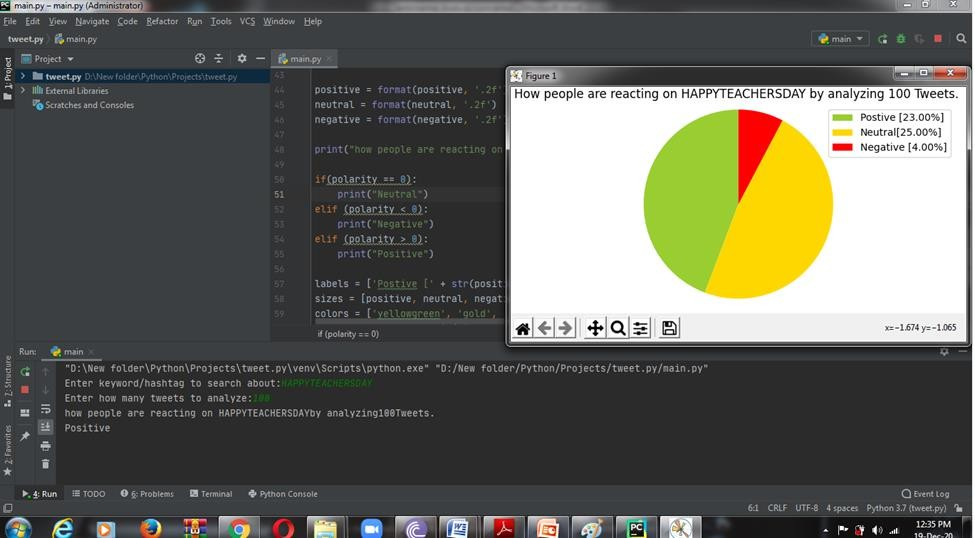 main.py – main.py (Administrator)
File Edit View Navigate Code Refactor Run Tools VCS Window Help
tweet.py main.py
main
Project
main.py
1: Project
tweet.py D:\New folder\Python\Projects\tweet.py
External Libraries
Scratches and Consoles
43
44 positive = format(positive, '.2f')
45 neutral = format(neutral, '.2f')
46 negative = format(negative, '.2f'
47
48 print("how people are reacting on
49
50 if(polarity == 0):
51 print("Neutral")
52 elif (polarity < 0):
53 print("Negative")
54 elif (polarity > 0):
55 print("Positive")
56
57 labels = ['Postive [' + str(posit
58 sizes = [positive, neutral, negat
59 colors = ['yellowgreen', 'gold',
if (polarity == 0)
Figure 1
How people are reacting on HAPPYTEACHERSDAY by analyzing 100 Tweets.
Postive [23.00%]
Neutral[25.00%]
Negative [4.00%]
x=-1.674 y=-1.065
Run: main
"D:\New folder\Python\Projects\tweet.py\venv\Scripts\python.exe" "D:/New folder/Python/Projects/tweet.py/main.py"
Enter keyword/hashtag to search about:HAPPYTEACHERSDAY
Enter how many tweets to analyze:100
how people are reacting on HAPPYTEACHERSDAYby analyzing100Tweets.
Positive
7: Structure
2: Favorites
4: Run TODO 6: Problems Terminal Python Console Event Log
6:1 CRLF UTF-8 4 spaces Python 3.7 (tweet.py)
12:35 PM
19-Dec-20